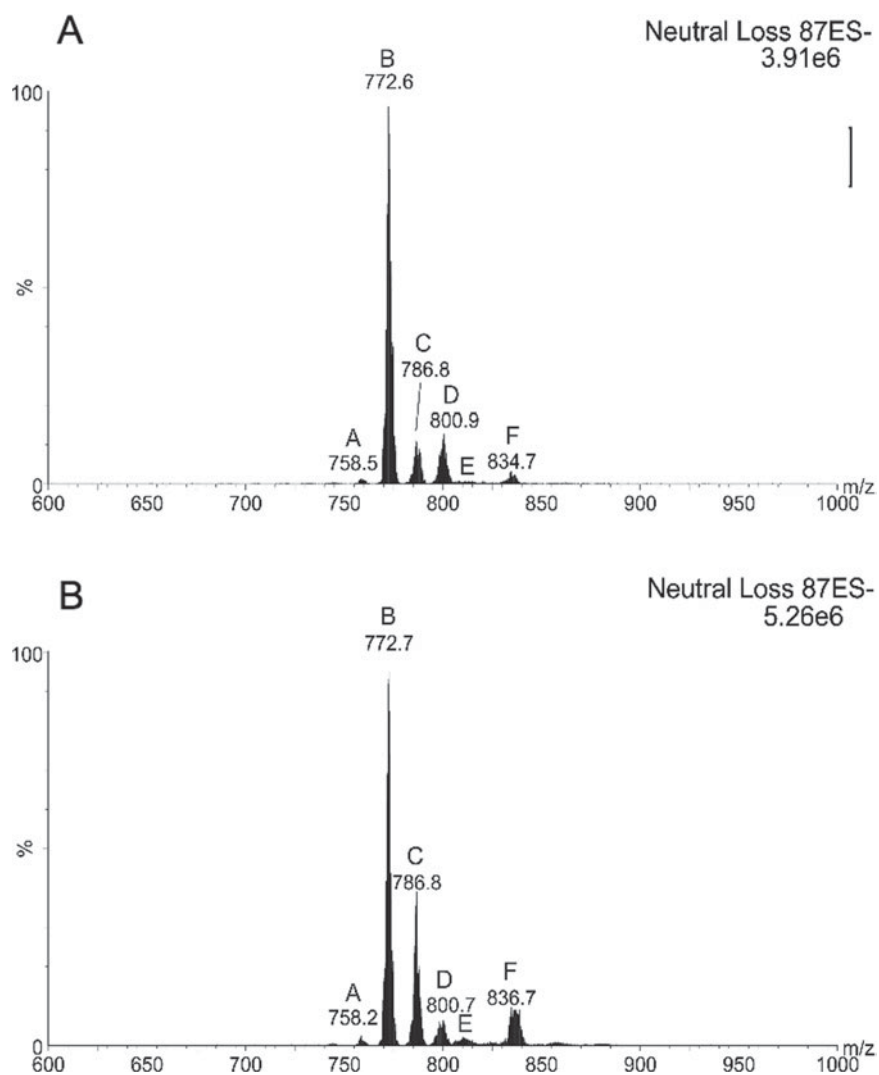 A
Neutral Loss 87ES-
3.91e6
B
772.6
100
%
C
786.8
D
800.9
A
758.5
E
F
834.7
0
600 650 700 750 800 850 900 950 1000 m/z
B
Neutral Loss 87ES-
5.26e6
B
772.7
100
%
C
786.8
A
758.2
D
800.7
E
F
836.7
0
600 650 700 750 800 850 900 950 1000 m/z